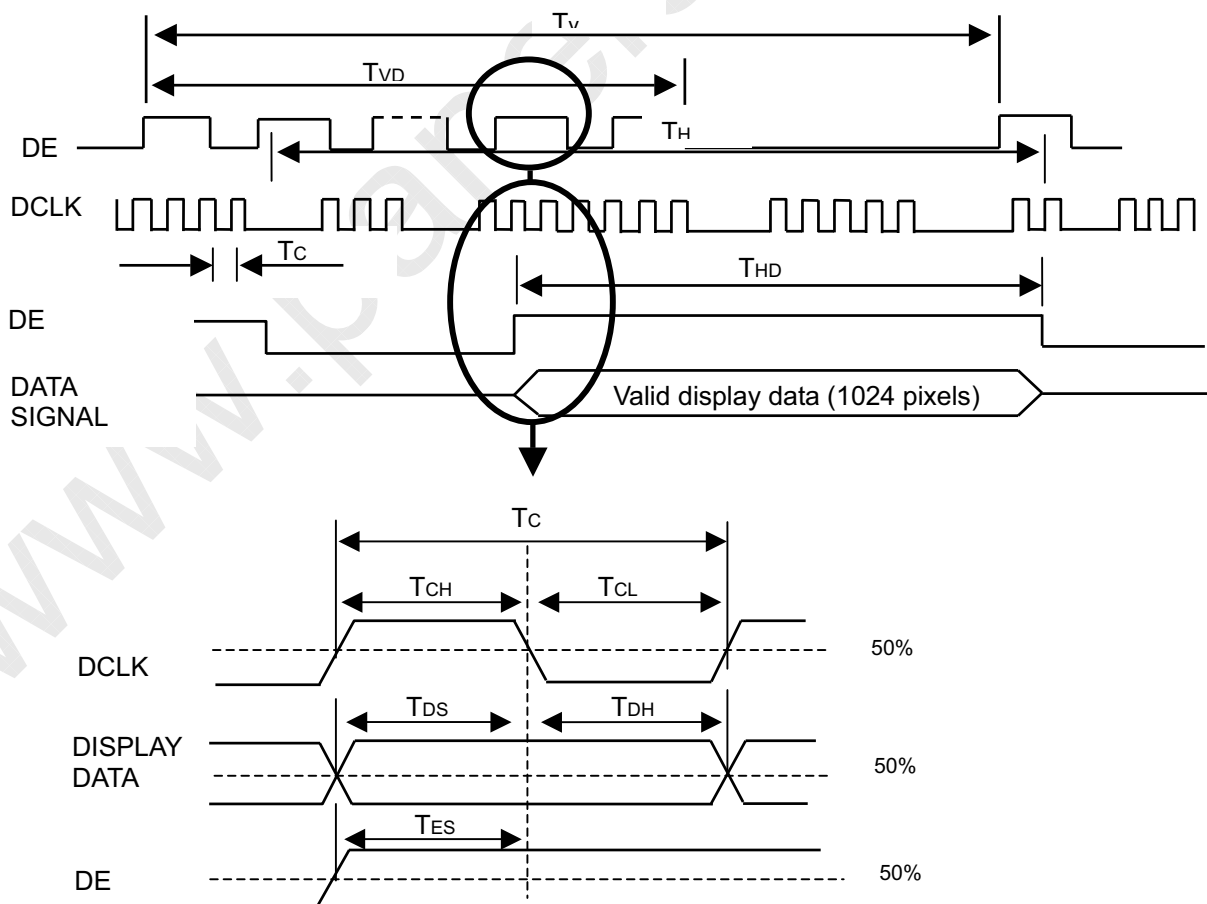 TV
TVD
DE
TH
DCLK
TC
THD
DE
DATA
SIGNAL
Valid display data (1024 pixels)
TC
TCH
TCL
DCLK
50%
TDS
TDH
DISPLAY
DATA
50%
TES
DE
50%